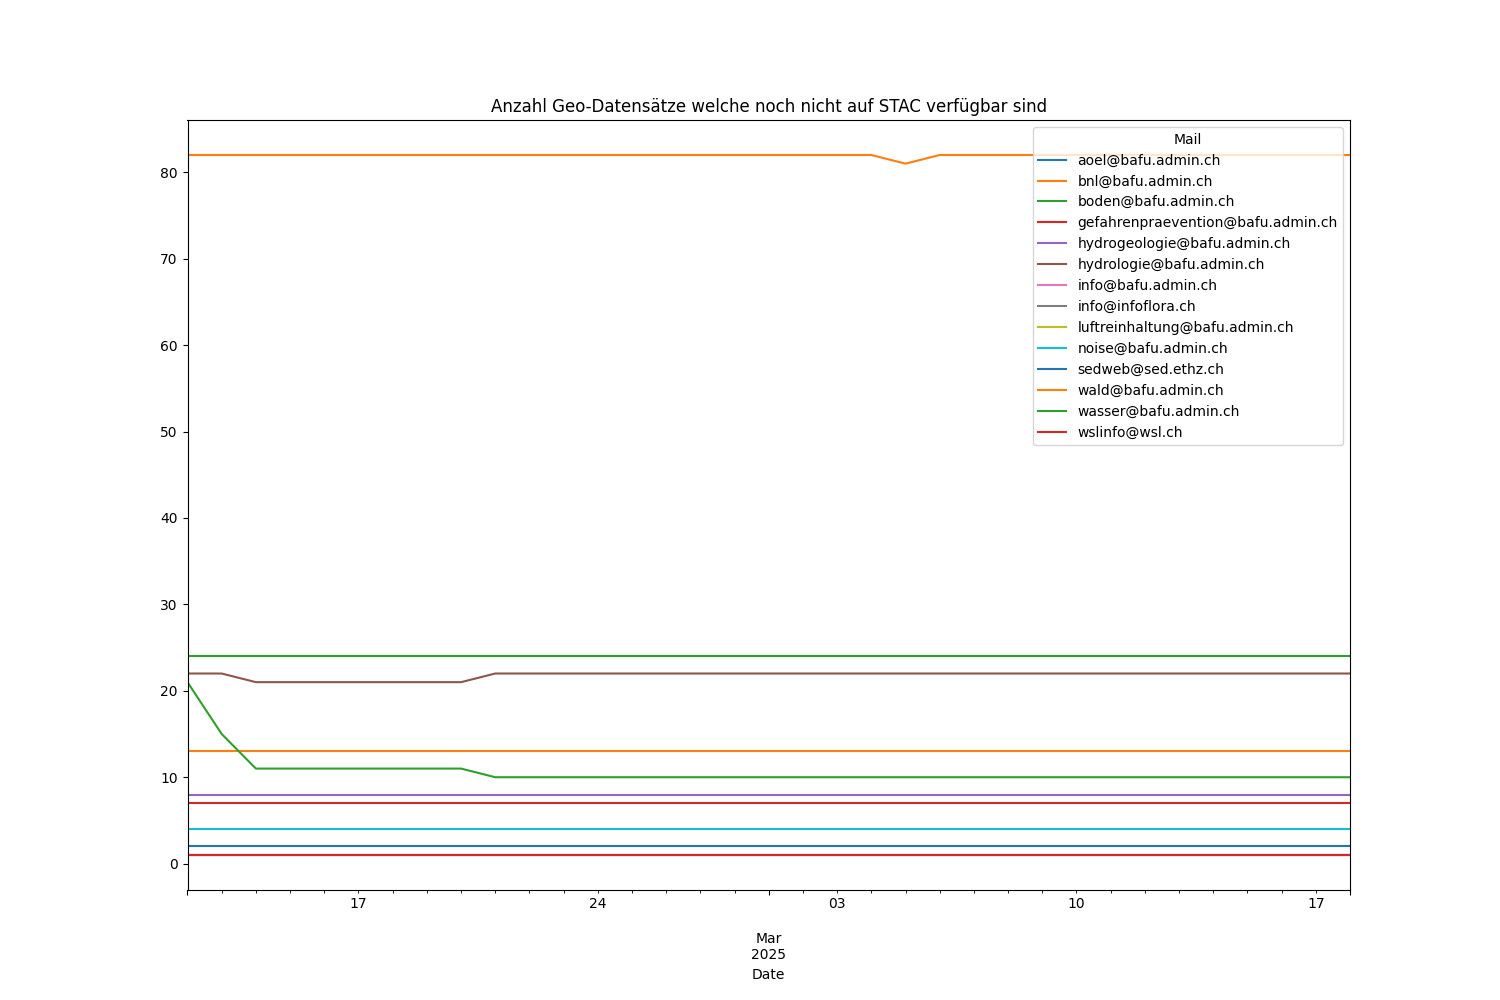 Anzahl Geo-Datensätze welche noch nicht auf STAC verfügbar sind
Mail
aoel@bafu.admin.ch
bnl@bafu.admin.ch
boden@bafu.admin.ch
gefahrenpraevention@bafu.admin.ch
hydrogeologie@bafu.admin.ch
hydrologie@bafu.admin.ch
info@bafu.admin.ch
info@infoflora.ch
luftreinhaltung@bafu.admin.ch
noise@bafu.admin.ch
sedweb@sed.ethz.ch
wald@bafu.admin.ch
wasser@bafu.admin.ch
wslinfo@wsl.ch
80
70
60
50
40
30
20
10
0
17 24 03 10 17
Mar
2025
Date